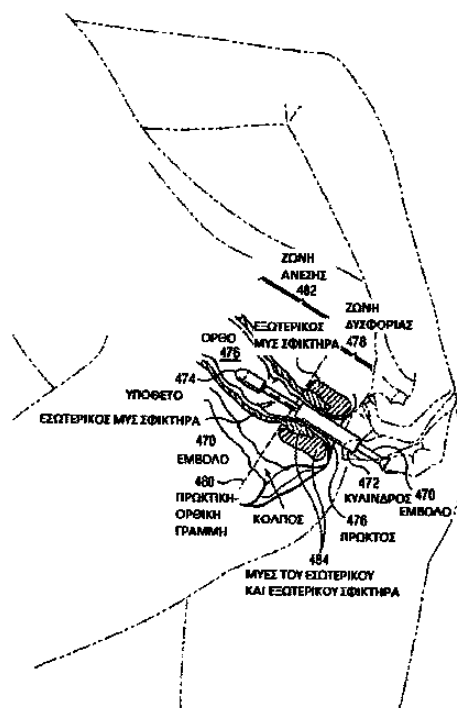 ΖΩΝΗ
ΑΝΕΣΗΣ
482
ΕΞΩΤΕΡΙΚΟΣ
ΜΥΣ ΣΦΙΚΤΗΡΑ
ΖΩΝΗ
ΔΥΣΦΟΡΙΑΣ
478
ΟΡΘΟ
476
474
ΥΠΟΘΕΤΟ
ΕΣΩΤΕΡΙΚΟΣ ΜΥΣ ΣΦΙΚΤΗΡΑ
470
ΕΜΒΟΛΟ
480
ΠΡΩΚΤΙΚΗ-
ΟΡΘΙΚΗ
ΓΡΑΜΜΗ
ΚΟΛΠΟΣ
472
ΚΥΛΙΝΔΡΟΣ
470
ΕΜΒΟΛΟ
476
ΠΡΩΚΤΟΣ
484
ΜΥΕΣ ΤΟΥ ΕΣΩΤΕΡΙΚΟΥ
ΚΑΙ ΕΞΩΤΕΡΙΚΟΥ ΣΦΙΚΤΗΡΑ